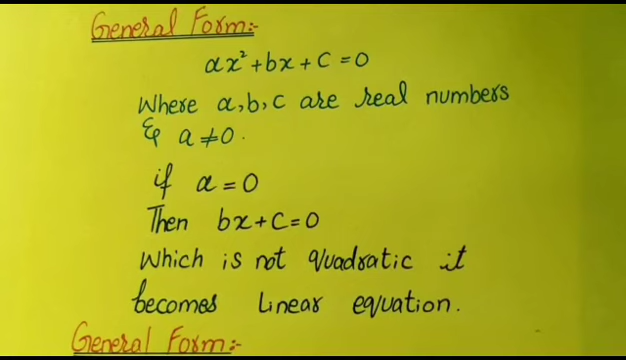 General Form:-
ax²+bx+c=0
Where a,b,c are real numbers
& a≠0.
if a=0
Then bx+c=0
Which is not quadratic it
becomes Linear equation.
General Form:-